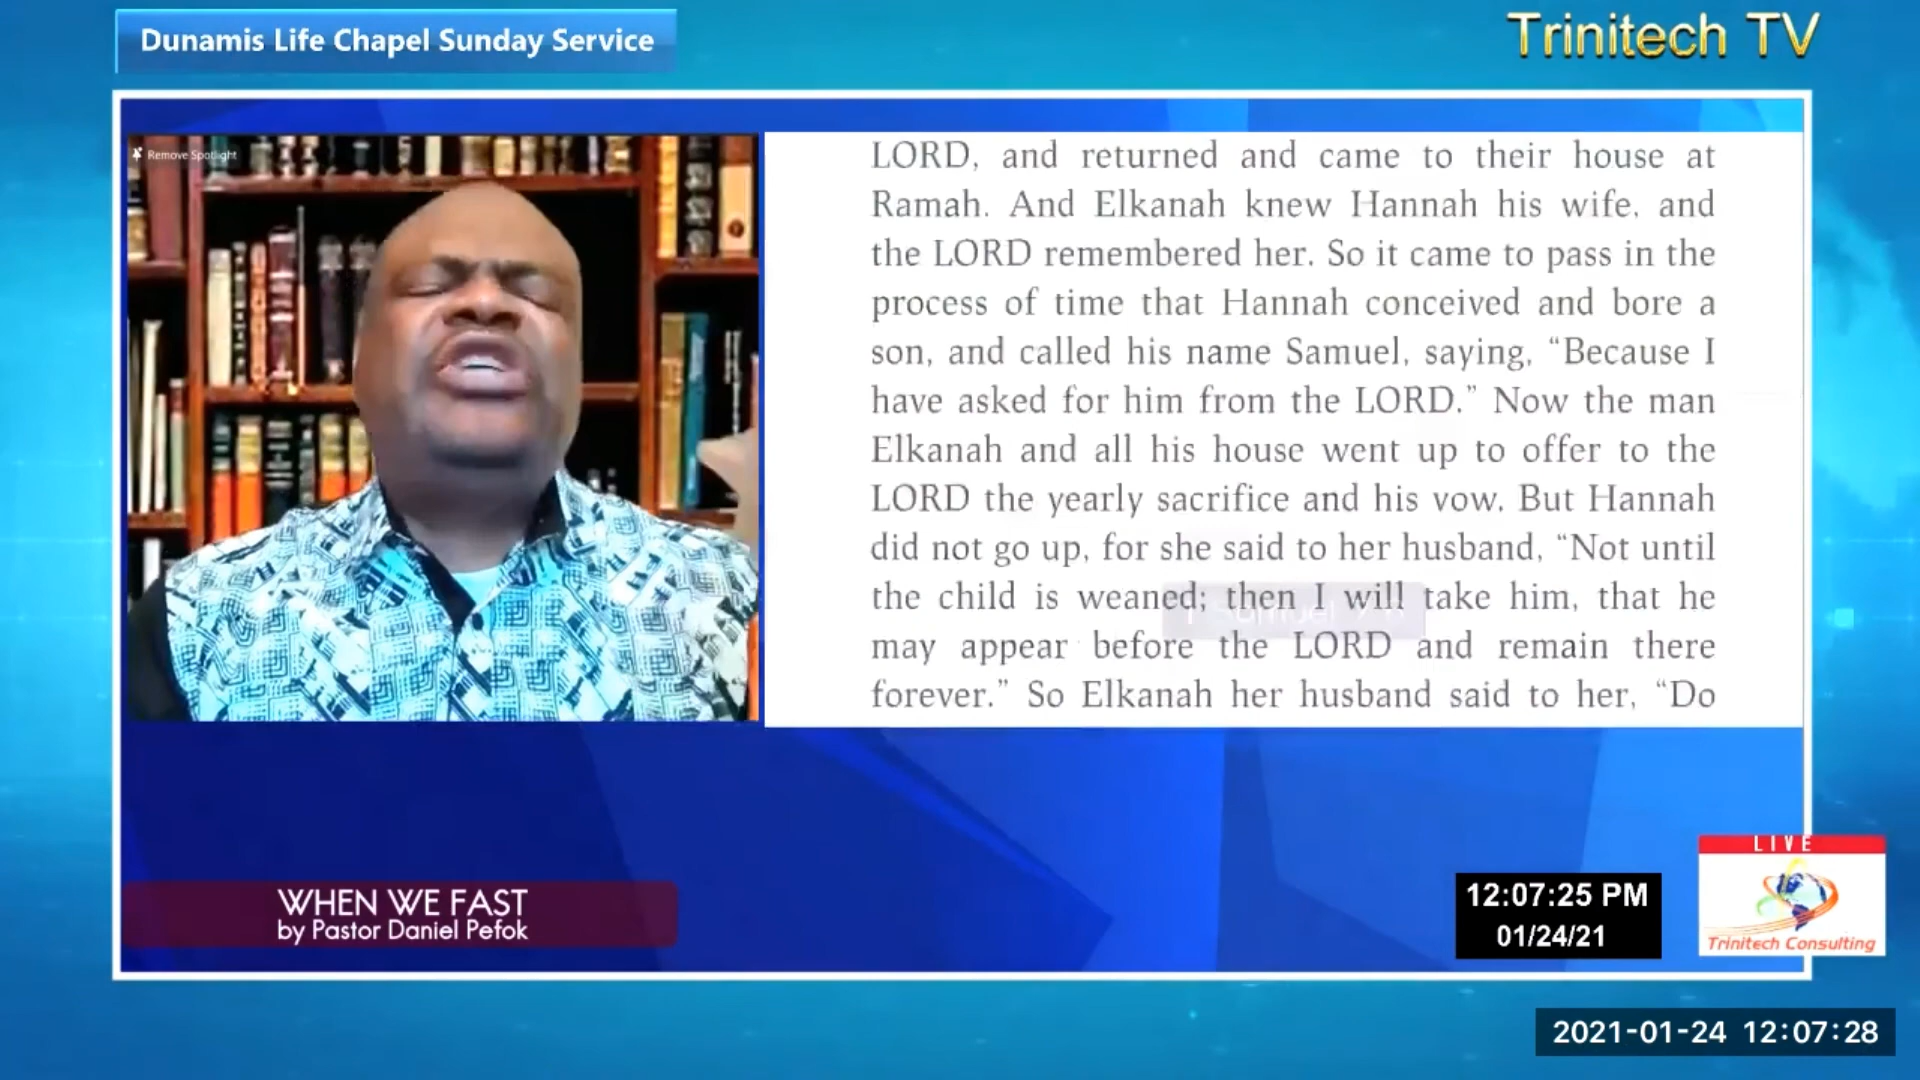 Dunamis Life Chapel Sunday Service
Trinitech TV
Remove Spotlight
LORD, and returned and came to their house at
Ramah. And Elkanah knew Hannah his wife, and
the LORD remembered her. So it came to pass in the
process of time that Hannah conceived and bore a
son, and called his name Samuel, saying, “Because I
have asked for him from the LORD.” Now the man
Elkanah and all his house went up to offer to the
LORD the yearly sacrifice and his vow. But Hannah
did not go up, for she said to her husband, “Not until
the child is weaned; then I will take him, that he
may appear before the LORD and remain there
forever.” So Elkanah her husband said to her, “Do
WHEN WE FAST
by Pastor Daniel Pefok
12:07:25 PM
01/24/21
LIVE
Trinitech Consulting
2021-01-24 12:07:28